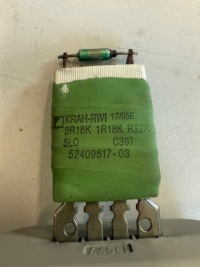 KRAH-RWI 17/05E
2R18K 1R18K R32K
SLO C397
52409817-03